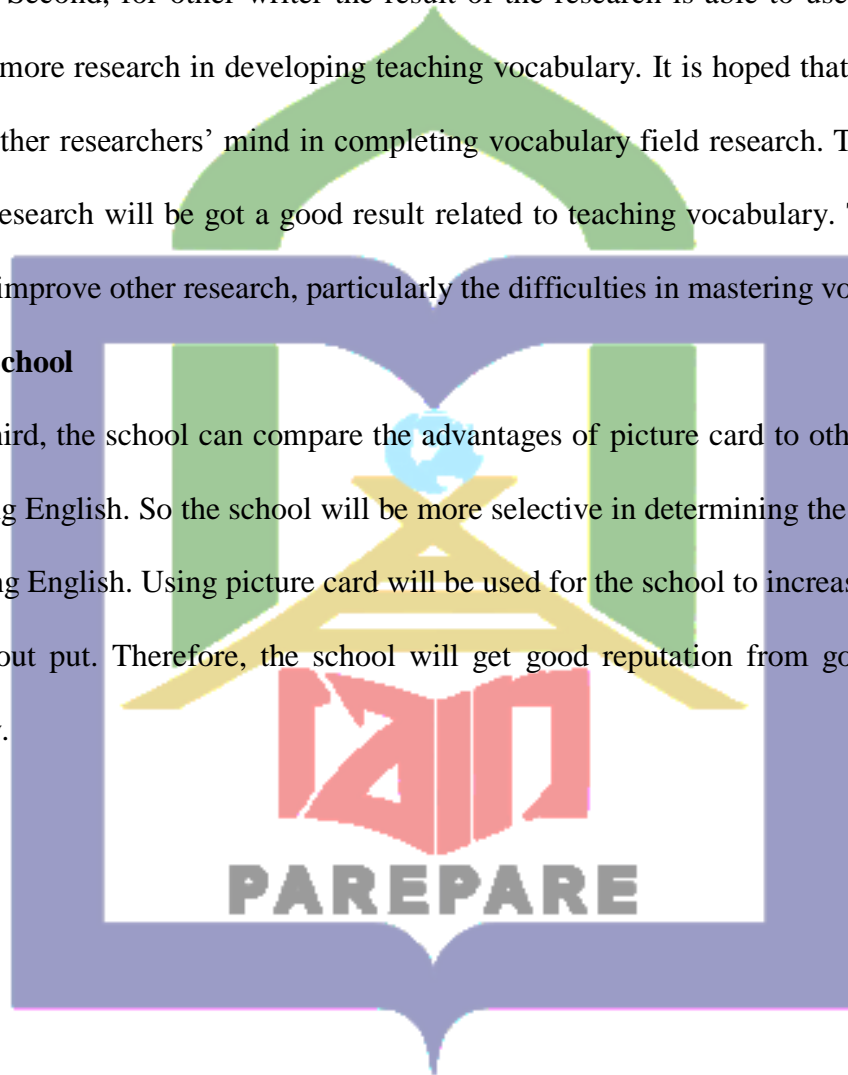 Second, for other writer the result of the research is able to use
more research in developing teaching vocabulary. It is hoped that
ther researchers’ mind in completing vocabulary field research. T
esearch will be got a good result related to teaching vocabulary.
improve other research, particularly the difficulties in mastering vo
chool
hird, the school can compare the advantages of picture card to oth
g English. So the school will be more selective in determining the
ng English. Using picture card will be used for the school to increas
out put. Therefore, the school will get good reputation from go
iain
PAREPARE